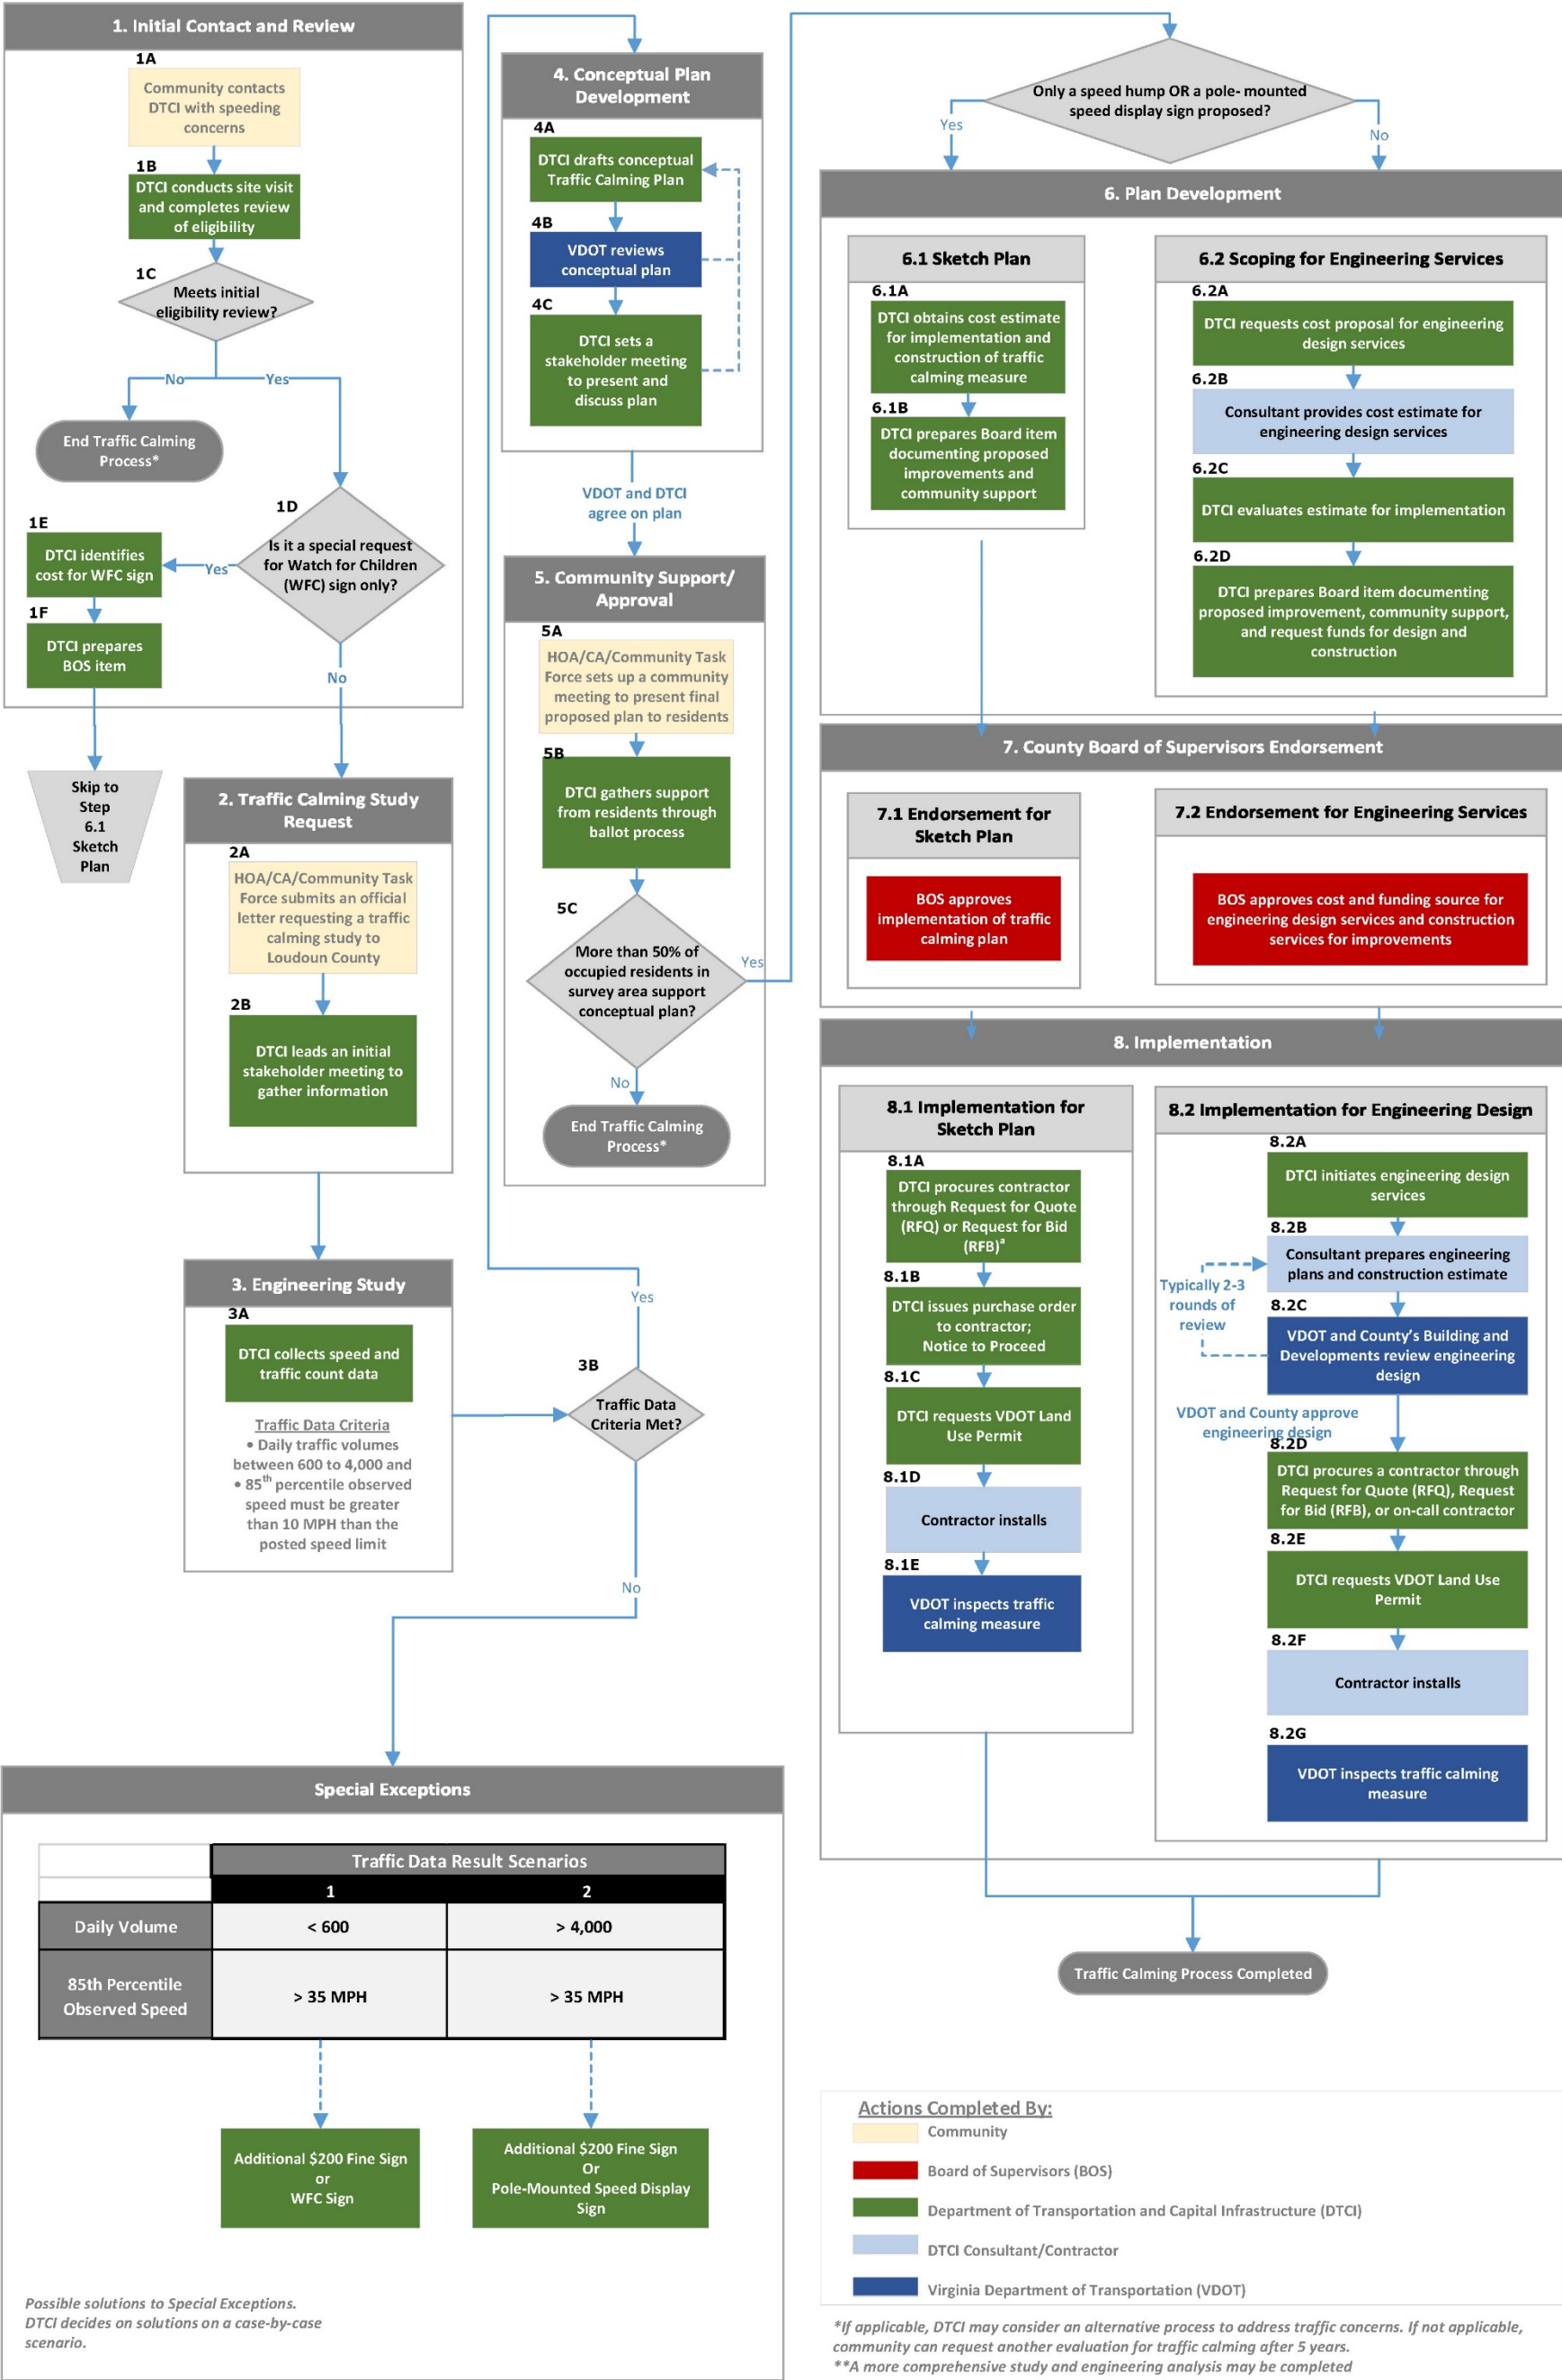 1. Initial Contact and Review
1A
Community contacts
DTCI with speeding
concerns
1B
DTCI conducts site visit
and completes review
of eligibility
1C
Meets initial
eligibility review?
No
Yes
End Traffic Calming
Process*
1D
Is it a special request
for Watch for Children
(WFC) sign only?
Yes
1E
DTCI identifies
cost for WFC sign
1F
DTCI prepares
BOS item
No
Skip to
Step
6.1
Sketch
Plan
2. Traffic Calming Study
Request
2A
HOA/CA/Community Task
Force submits an official
letter requesting a traffic
calming study to
Loudoun County
2B
DTCI leads an initial
stakeholder meeting to
gather information
3. Engineering Study
3A
DTCI collects speed and
traffic count data
Traffic Data Criteria
• Daily traffic volumes
between 600 to 4,000 and
• 85th percentile observed
speed must be greater
than 10 MPH than the
posted speed limit
3B
Traffic Data
Criteria Met?
Yes
No
4. Conceptual Plan
Development
4A
DTCI drafts conceptual
Traffic Calming Plan
4B
VDOT reviews
conceptual plan
4C
DTCI sets a
stakeholder meeting
to present and
discuss plan
VDOT and DTCI
agree on plan
5. Community Support/
Approval
5A
HOA/CA/Community Task
Force sets up a community
meeting to present final
proposed plan to residents
5B
DTCI gathers support
from residents through
ballot process
5C
More than 50% of
occupied residents in
survey area support
conceptual plan?
Yes
No
End Traffic Calming
Process*
Only a speed hump OR a pole- mounted
speed display sign proposed?
Yes
No
6. Plan Development
6.1 Sketch Plan
6.1A
DTCI obtains cost estimate
for implementation and
construction of traffic
calming measure
6.1B
DTCI prepares Board item
documenting proposed
improvements and
community support
6.2 Scoping for Engineering Services
6.2A
DTCI requests cost proposal for engineering
design services
6.2B
Consultant provides cost estimate for
engineering design services
6.2C
DTCI evaluates estimate for implementation
6.2D
DTCI prepares Board item documenting
proposed improvement, community support,
and request funds for design and
construction
7. County Board of Supervisors Endorsement
7.1 Endorsement for
Sketch Plan
BOS approves
implementation of traffic
calming plan
7.2 Endorsement for Engineering Services
BOS approves cost and funding source for
engineering design services and construction
services for improvements
8. Implementation
8.1 Implementation for
Sketch Plan
8.1A
DTCI procures contractor
through Request for Quote
(RFQ) or Request for Bid
(RFB)a
8.1B
DTCI issues purchase order
to contractor;
Notice to Proceed
8.1C
DTCI requests VDOT Land
Use Permit
8.1D
Contractor installs
8.1E
VDOT inspects traffic
calming measure
8.2 Implementation for Engineering Design
8.2A
DTCI initiates engineering design
services
8.2B
Consultant prepares engineering
plans and construction estimate
Typically 2-3
rounds of
review
8.2C
VDOT and County's Building and
Developments review engineering
design
VDOT and County approve
engineering design
8.2D
DTCI procures a contractor through
Request for Quote (RFQ), Request
for Bid (RFB), or on-call contractor
8.2E
DTCI requests VDOT Land Use
Permit
8.2F
Contractor installs
8.2G
VDOT inspects traffic calming
measure
Traffic Calming Process Completed
Special Exceptions
Traffic Data Result Scenarios
1 2
Daily Volume < 600 > 4,000
85th Percentile
Observed Speed > 35 MPH > 35 MPH
Additional $200 Fine Sign
or
WFC Sign
Additional $200 Fine Sign
Or
Pole-Mounted Speed Display
Sign
Possible solutions to Special Exceptions.
DTCI decides on solutions on a case-by-case
scenario.
Actions Completed By:
Community
Board of Supervisors (BOS)
Department of Transportation and Capital Infrastructure (DTCI)
DTCI Consultant/Contractor
Virginia Department of Transportation (VDOT)
*If applicable, DTCI may consider an alternative process to address traffic concerns. If not applicable,
community can request another evaluation for traffic calming after 5 years.
**A more comprehensive study and engineering analysis may be completed